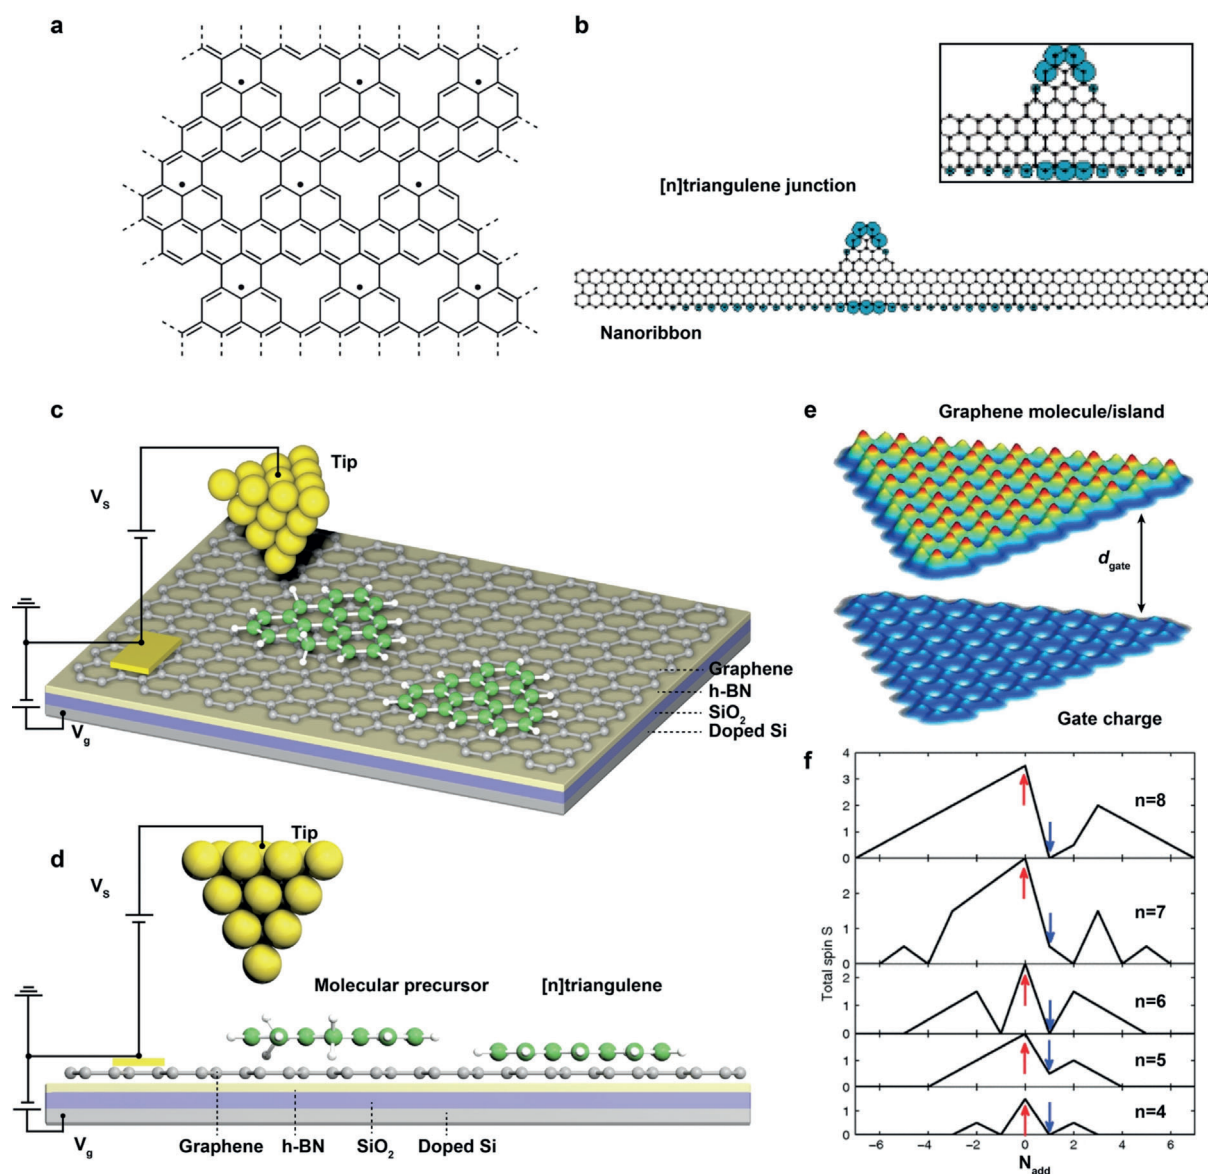 a
b
[n]triangulene junction
Nanoribbon
c
Tip
V_S
V_g
Graphene
h-BN
SiO₂
Doped Si
d
Tip
V_S
Molecular precursor
[n]triangulene
V_g
Graphene
h-BN
SiO₂
Doped Si
e
Graphene molecule/island
d_gate
Gate charge
f
Total spin S
4
3
2
1
0
n=8
2
1
0
n=7
2
1
0
n=6
1
0
n=5
1
0
n=4
−6 −4 −2 0 2 4 6
N_add